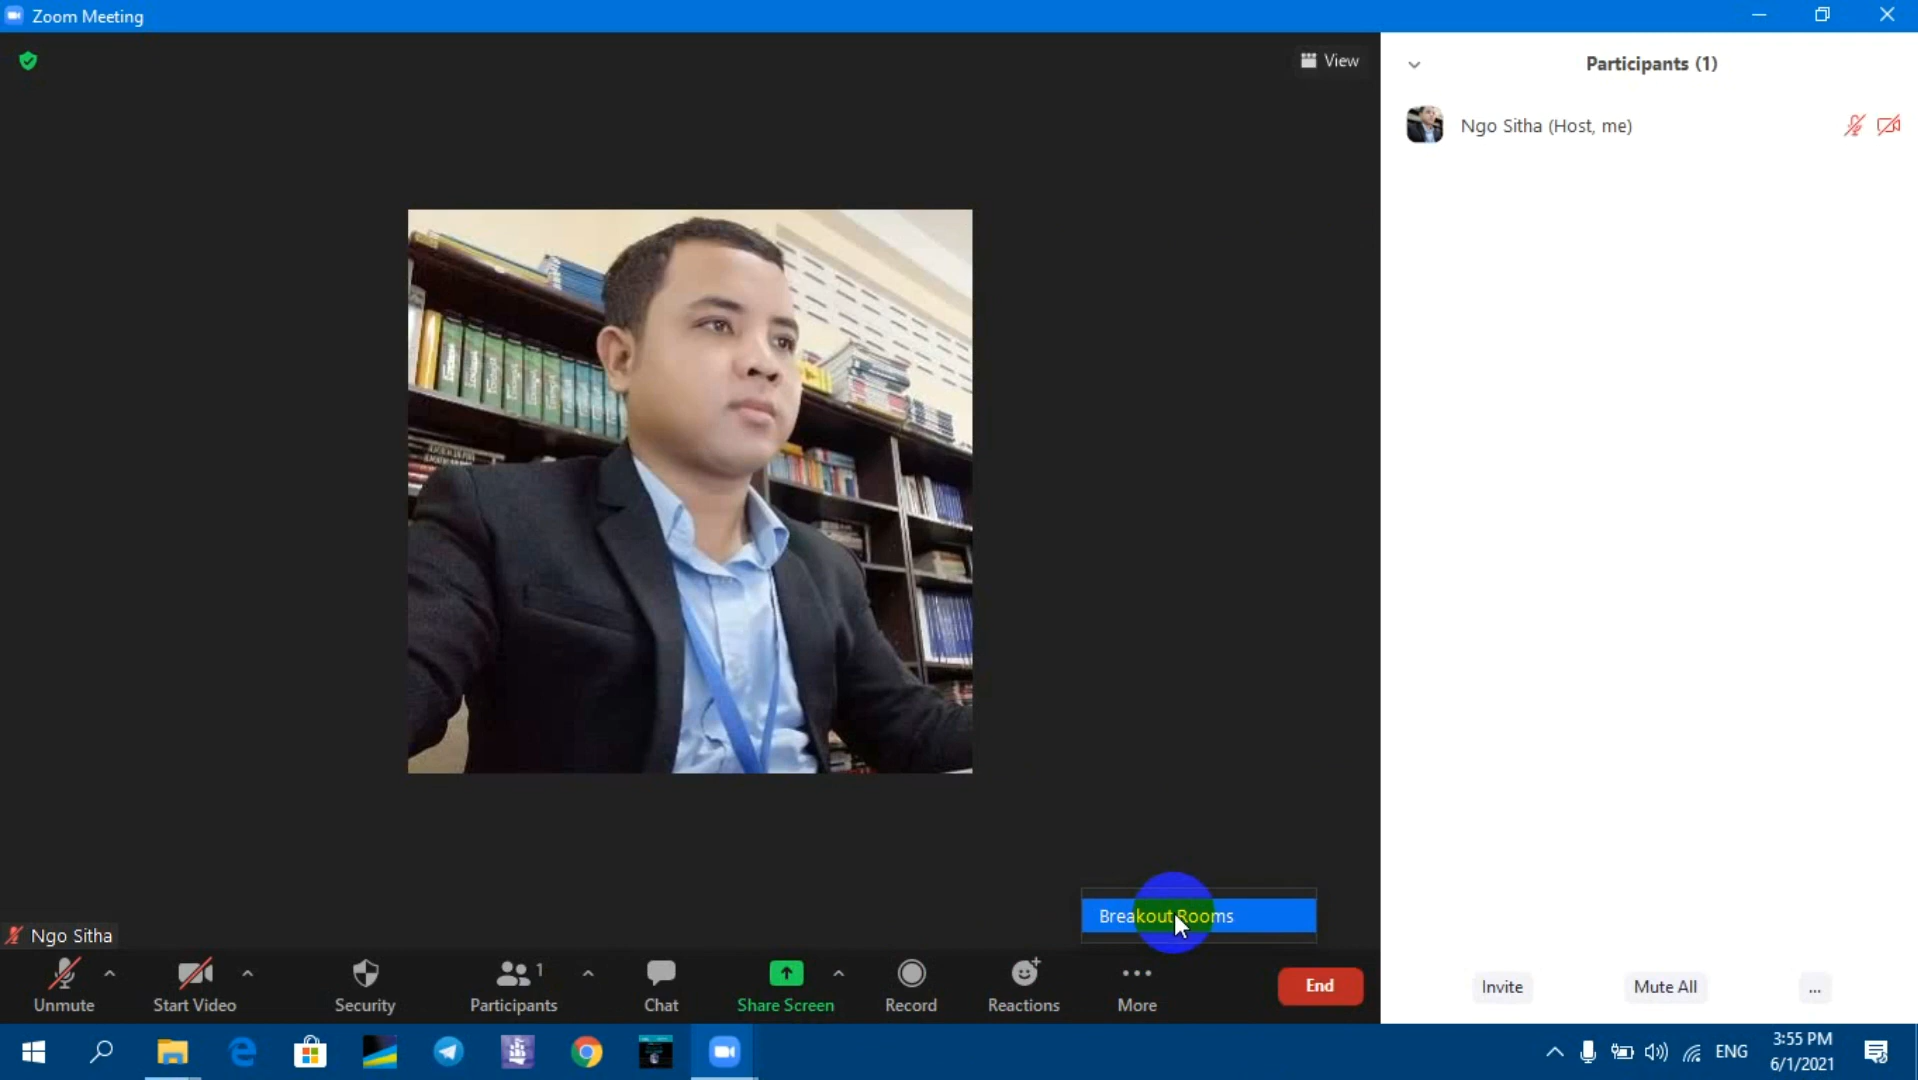 Zoom Meeting
View
Participants (1)
Ngo Sitha (Host, me)
Breakout Rooms
Ngo Sitha
1
Unmute
Start Video
Security
Participants
Chat
Share Screen
Record
Reactions
More
End
Invite
Mute All
...
ENG
3:55 PM
6/1/2021